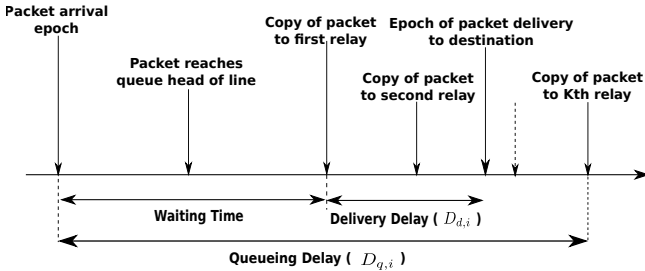 Packet arrival
epoch
Packet reaches
queue head of line
Copy of packet
to first relay
Epoch of packet delivery
to destination
Copy of packet
to second relay
Copy of packet
to Kth relay
Waiting Time
Delivery Delay ( D_{d,i} )
Queueing Delay ( D_{q,i} )